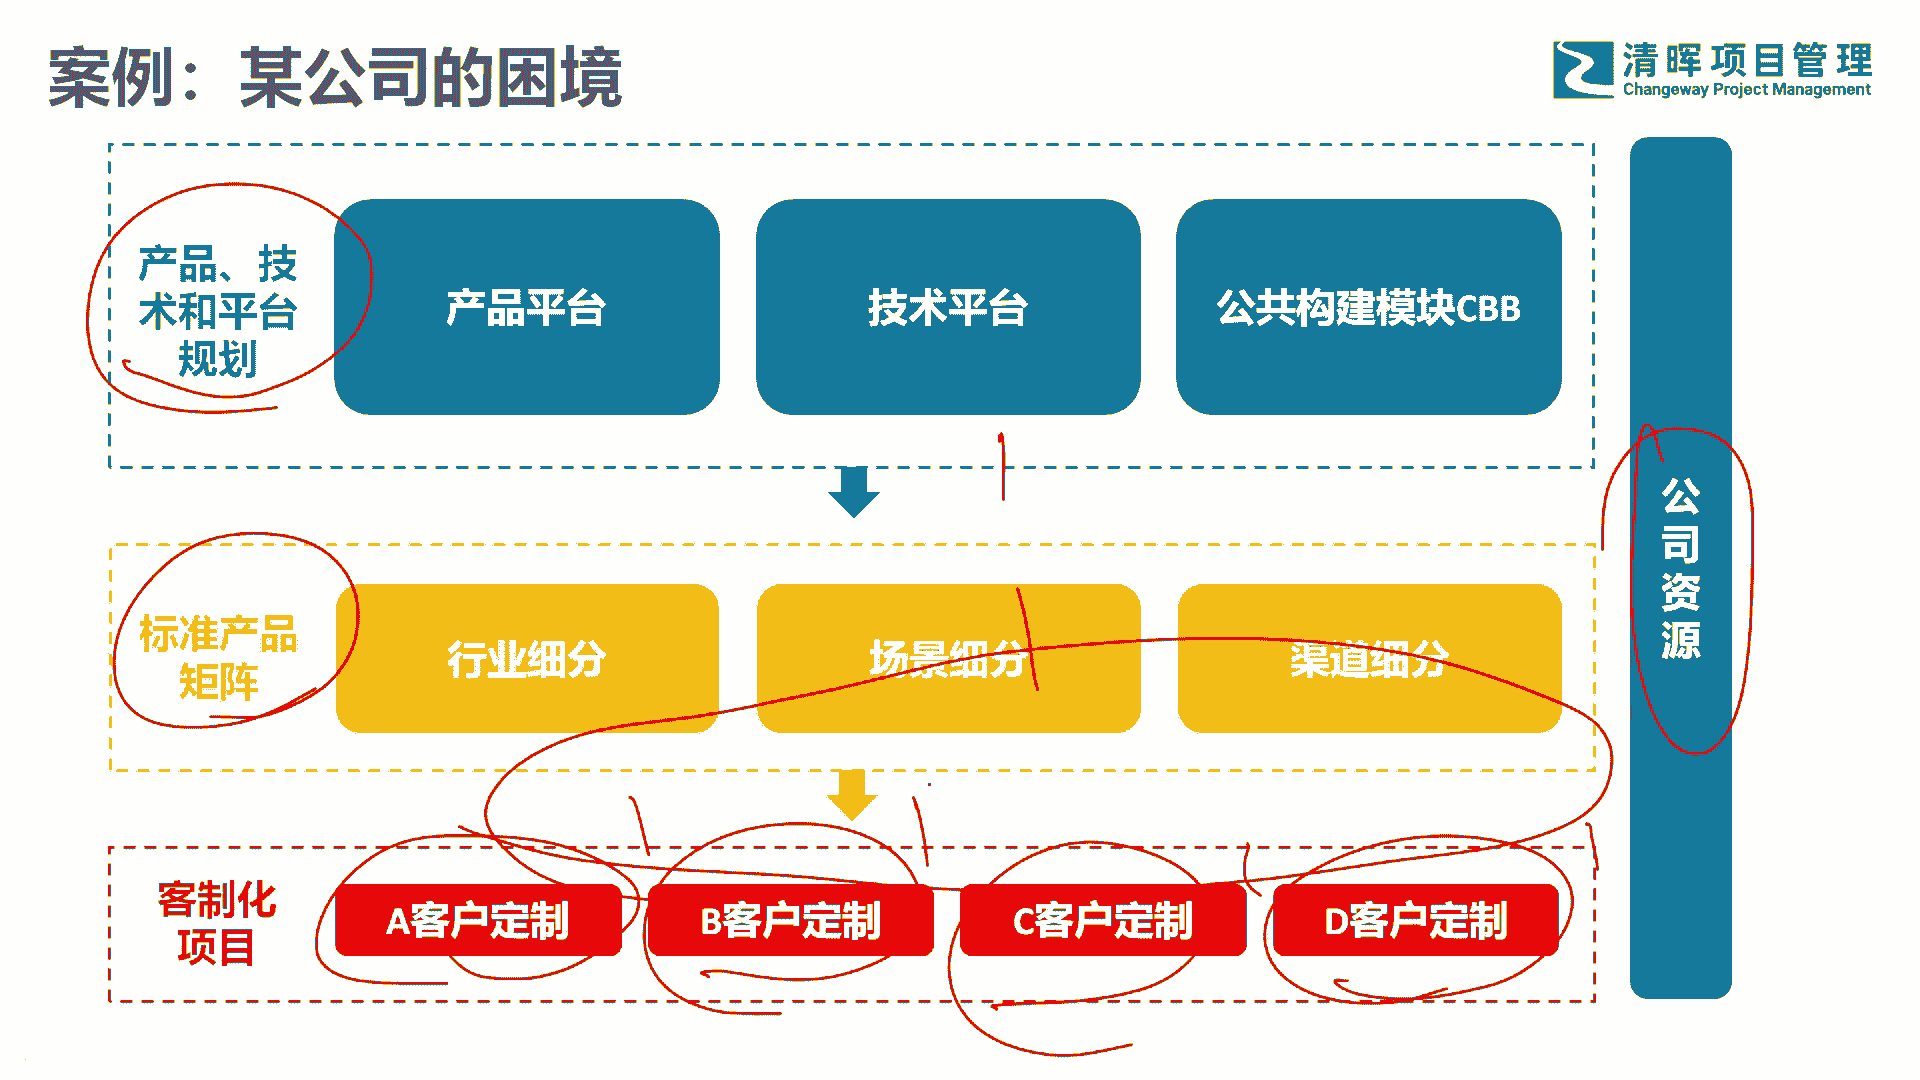 案例：某公司的困境
清晖项目管理
Changeway Project Management
产品、技
术和平台
规划
产品平台
技术平台
公共构建模块CBB
标准产品
矩阵
行业细分
场景细分
渠道细分
客制化
项目
A客户定制
B客户定制
C客户定制
D客户定制
公
司
资
源